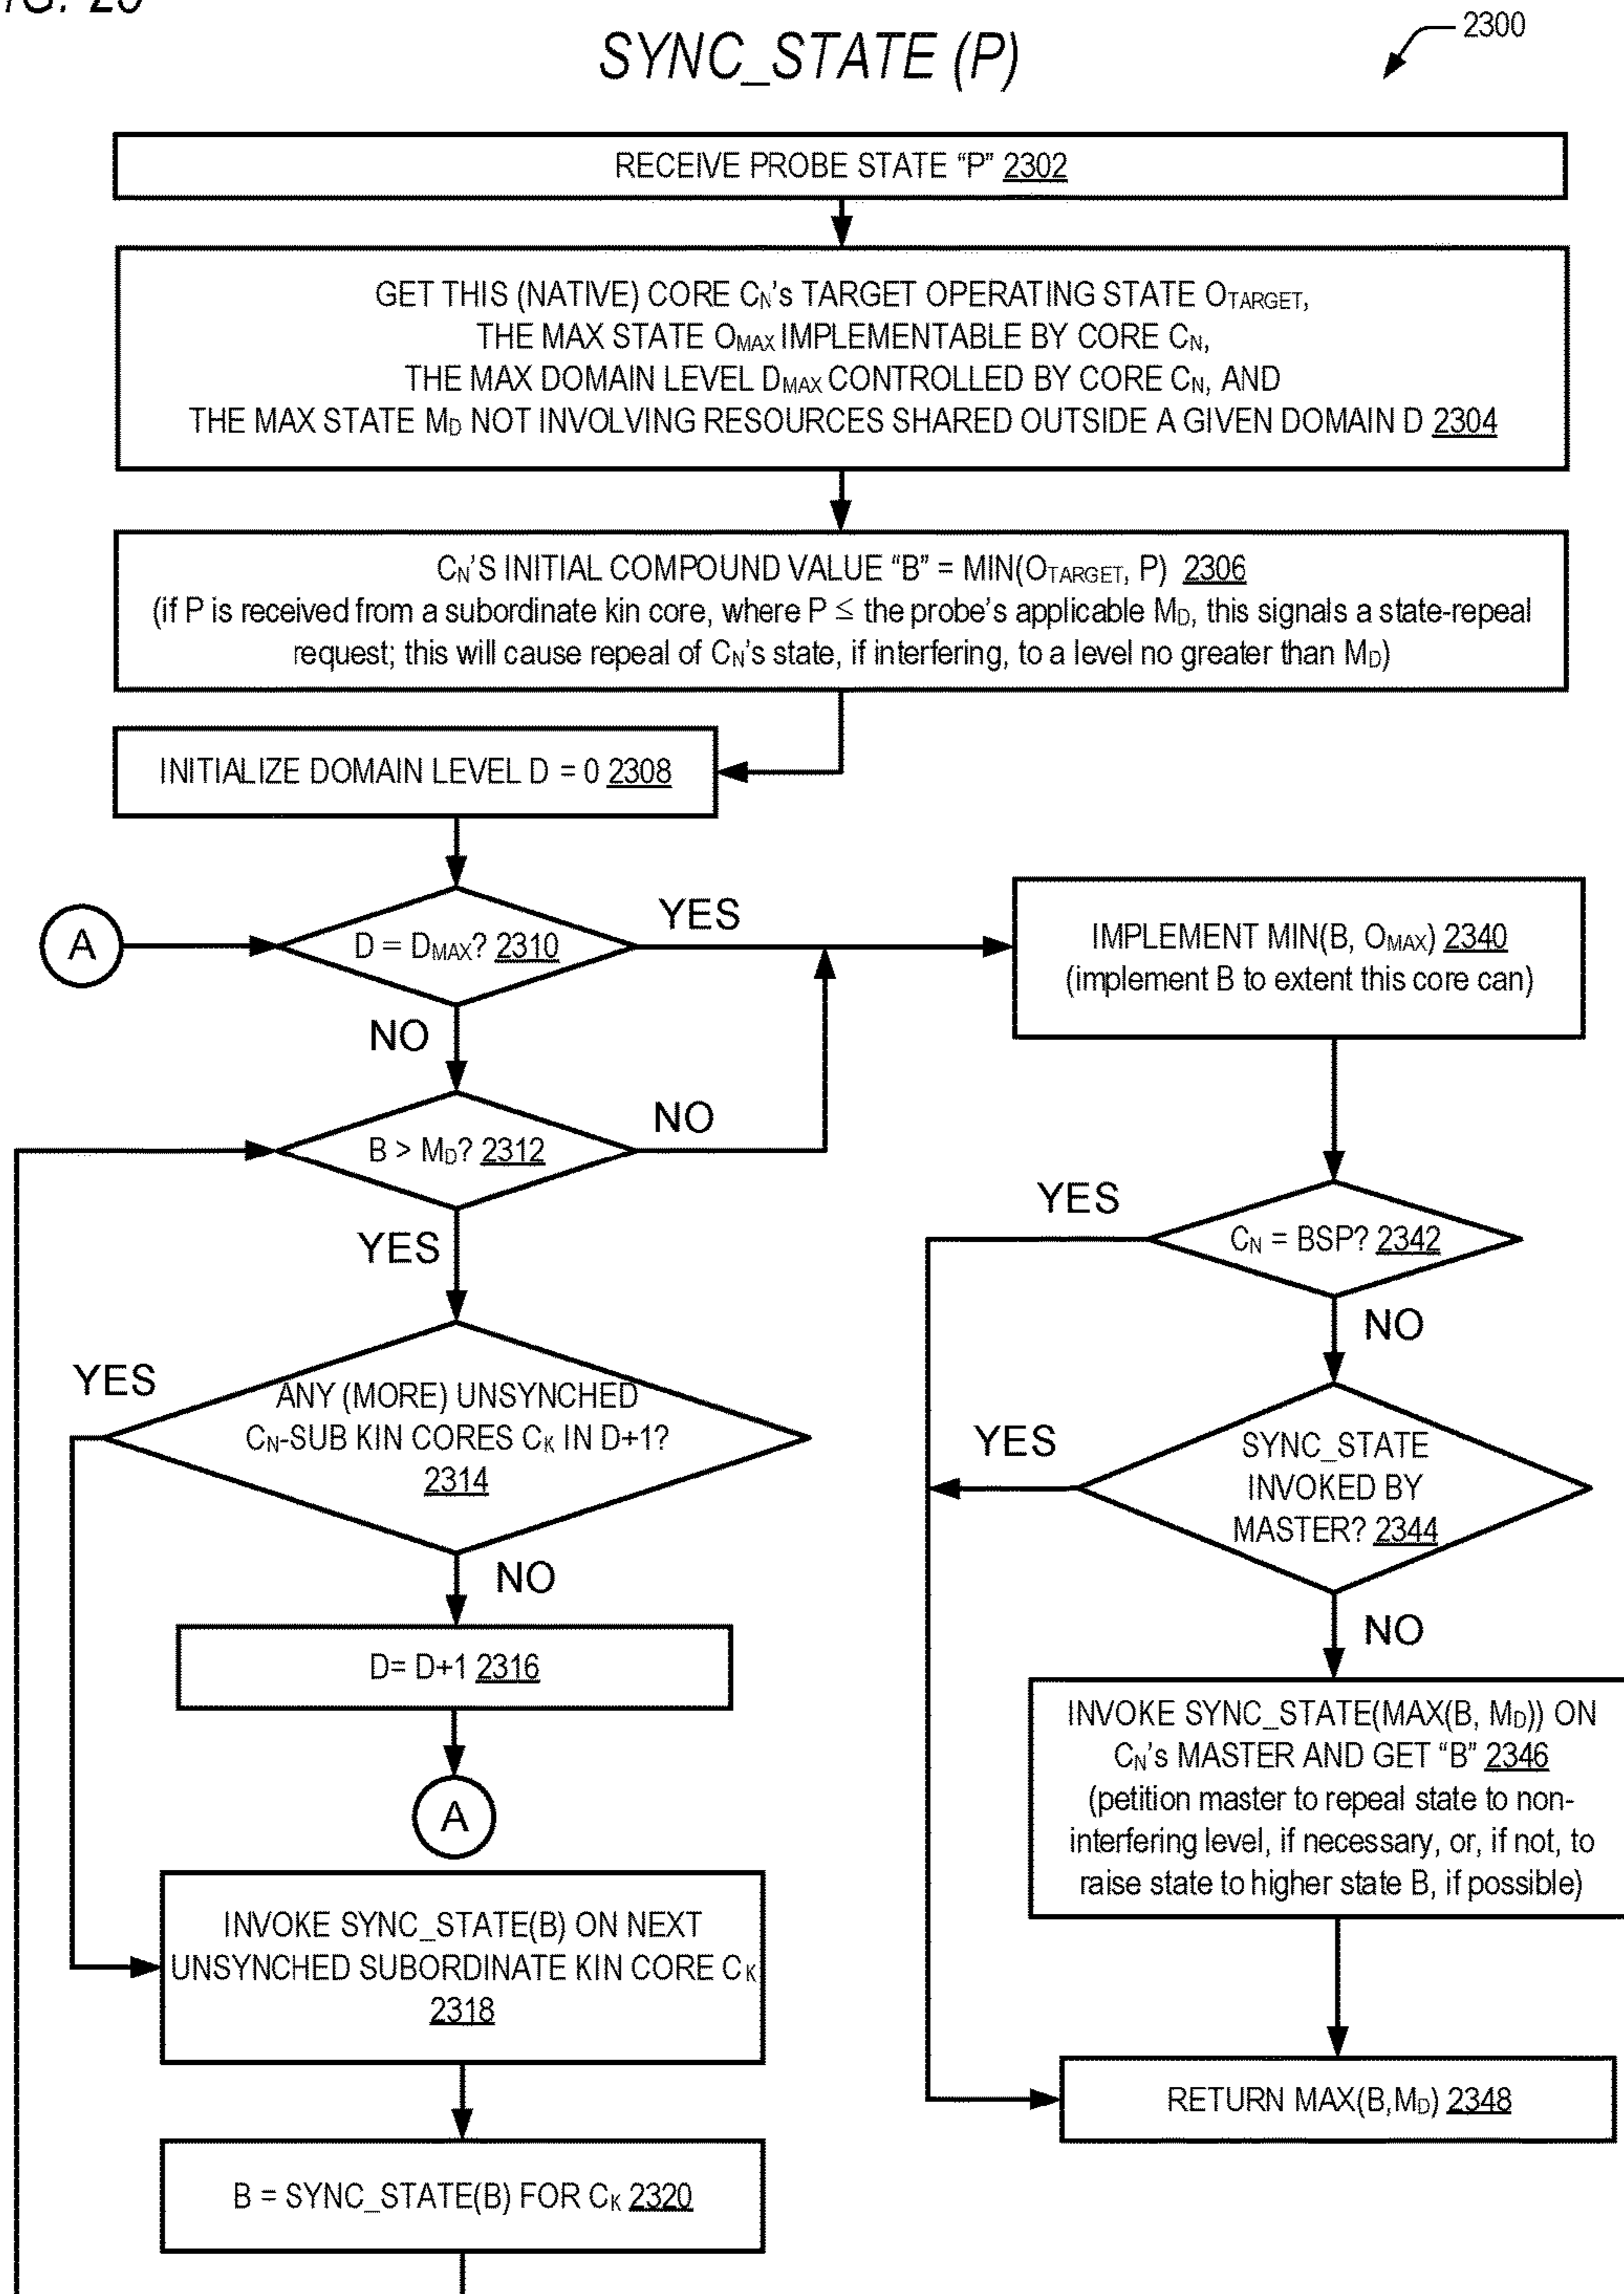 SYNC_STATE (P)
2300
RECEIVE PROBE STATE “P” 2302
GET THIS (NATIVE) CORE CN's TARGET OPERATING STATE OTARGET,
THE MAX STATE OMAX IMPLEMENTABLE BY CORE CN,
THE MAX DOMAIN LEVEL DMAX CONTROLLED BY CORE CN, AND
THE MAX STATE MD NOT INVOLVING RESOURCES SHARED OUTSIDE A GIVEN DOMAIN D 2304
CN'S INITIAL COMPOUND VALUE “B” = MIN(OTARGET, P) 2306
(if P is received from a subordinate kin core, where P ≤ the probe's applicable MD, this signals a state-repeal
request; this will cause repeal of CN's state, if interfering, to a level no greater than MD)
INITIALIZE DOMAIN LEVEL D = 0 2308
A
D = DMAX? 2310
YES
NO
IMPLEMENT MIN(B, OMAX) 2340
(implement B to extent this core can)
B > MD? 2312
NO
YES
CN = BSP? 2342
YES
NO
ANY (MORE) UNSYNCHED
CN-SUB KIN CORES CK IN D+1?
2314
YES
NO
SYNC_STATE
INVOKED BY
MASTER? 2344
YES
NO
D= D+1 2316
A
INVOKE SYNC_STATE(MAX(B, MD)) ON
CN's MASTER AND GET “B” 2346
(petition master to repeal state to non-
interfering level, if necessary, or, if not, to
raise state to higher state B, if possible)
INVOKE SYNC_STATE(B) ON NEXT
UNSYNCHED SUBORDINATE KIN CORE CK
2318
RETURN MAX(B,MD) 2348
B = SYNC_STATE(B) FOR CK 2320